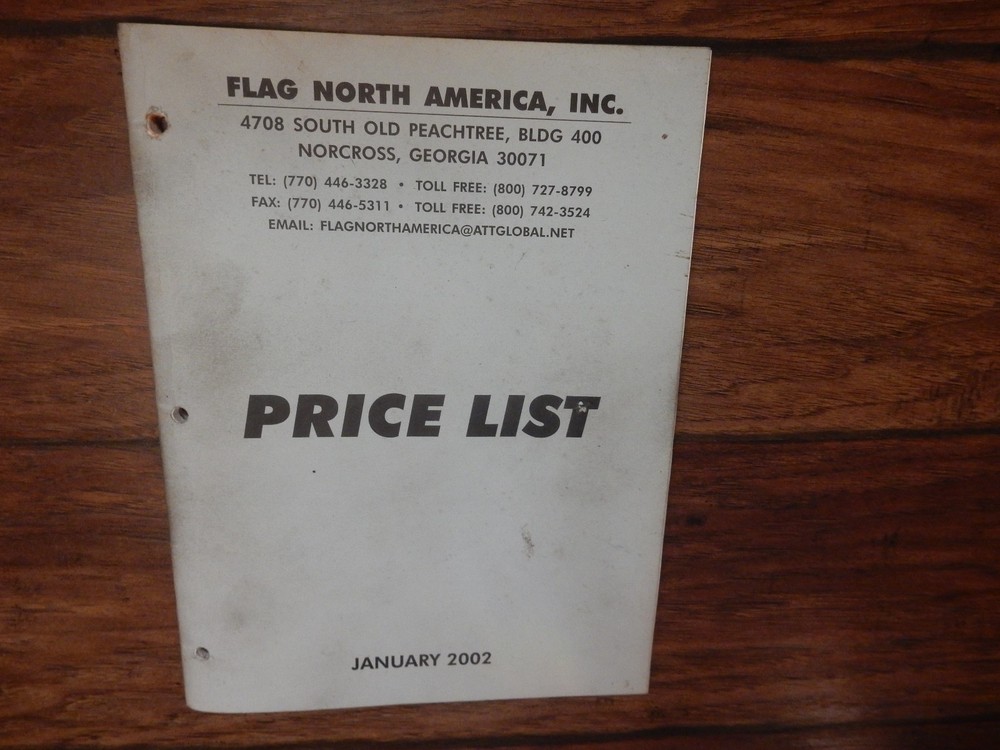 FLAG NORTH AMERICA, INC.
4708 SOUTH OLD PEACHTREE, BLDG 400
NORCROSS, GEORGIA 30071
TEL: (770) 446-3328 • TOLL FREE: (800) 727-8799
FAX: (770) 446-5311 • TOLL FREE: (800) 742-3524
EMAIL: FLAGNORTHAMERICA@ATTGLOBAL.NET
PRICE LIST
JANUARY 2002